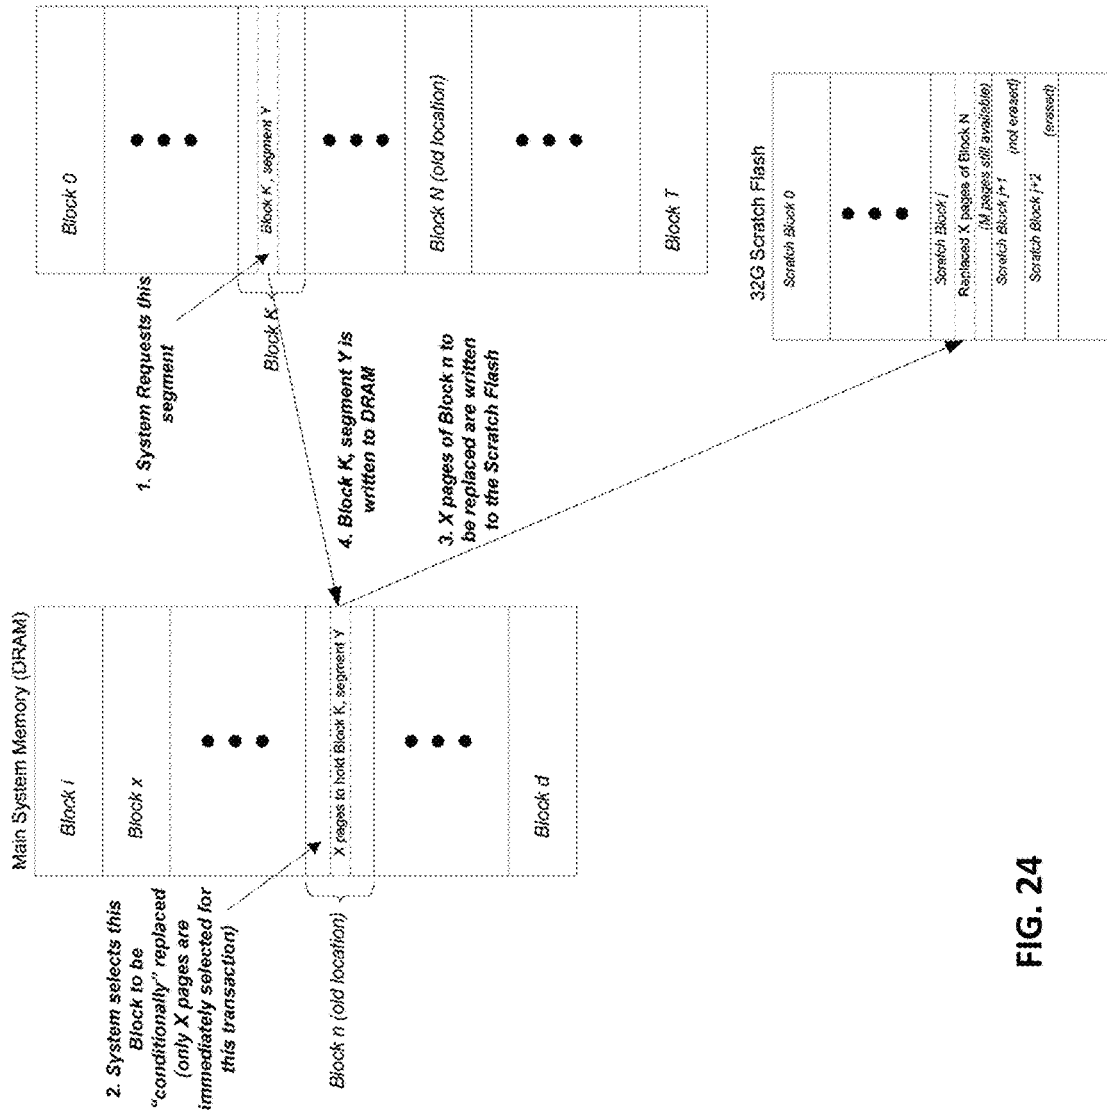 Main System Memory (DRAM)
Block i
Block x
2. System selects this
Block to be
"conditionally" replaced
(only X pages are
immediately selected for
this transaction)
X pages to hold Block K, segment Y
Block n (old location)
Block d
1. System Requests this
segment
4. Block K, segment Y is
written to DRAM
3. X pages of Block n to
be replaced are written
to the Scratch Flash
Block 0
Block K, segment Y
Block K
Block N (old location)
Block T
32G Scratch Flash
Scratch Block 0
Scratch Block j
Replaced X pages of Block N
(M pages still available)
Scratch Block j+1
(not erased)
Scratch Block j+2
(erased)
FIG. 24